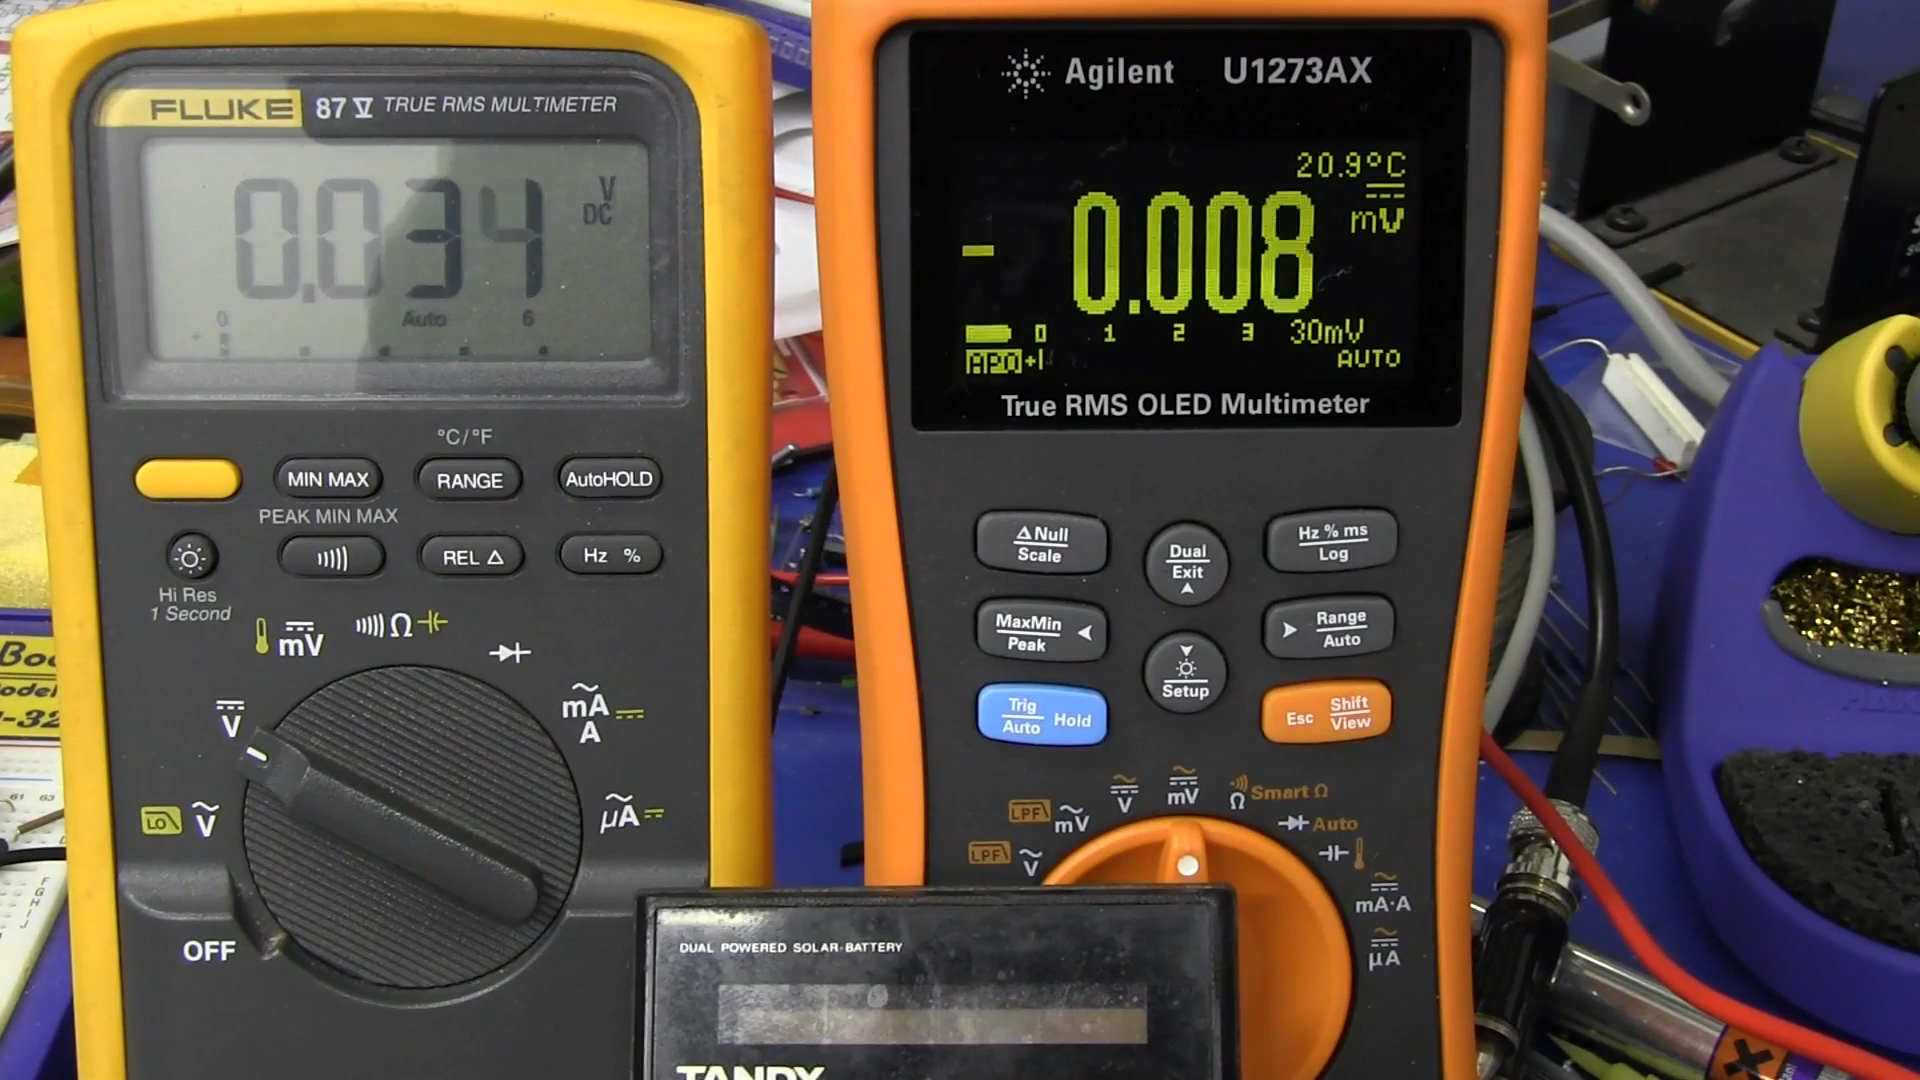 FLUKE 87 V TRUE RMS MULTIMETER
0.034 V DC
0 Auto 6
+
°C/°F
MIN MAX RANGE AutoHOLD
PEAK MIN MAX
REL Δ Hz %
Hi Res
1 Second
mV Ω
V
mA
A
LO V
µA
OFF
Agilent U1273AX
20.9°C
- 0.008 mV
0 1 2 3 30mV
APO +
AUTO
True RMS OLED Multimeter
ΔNull
Scale
Dual
Exit
Hz % ms
Log
MaxMin
Peak
Range
Auto
Setup
Trig
Auto Hold
Esc Shift
View
LPF V
LPF mV
V
mV
Ω Smart Ω
Auto
mA·A
µA
DUAL POWERED SOLAR-BATTERY
TANDY
61 63
F
G
H
I
J